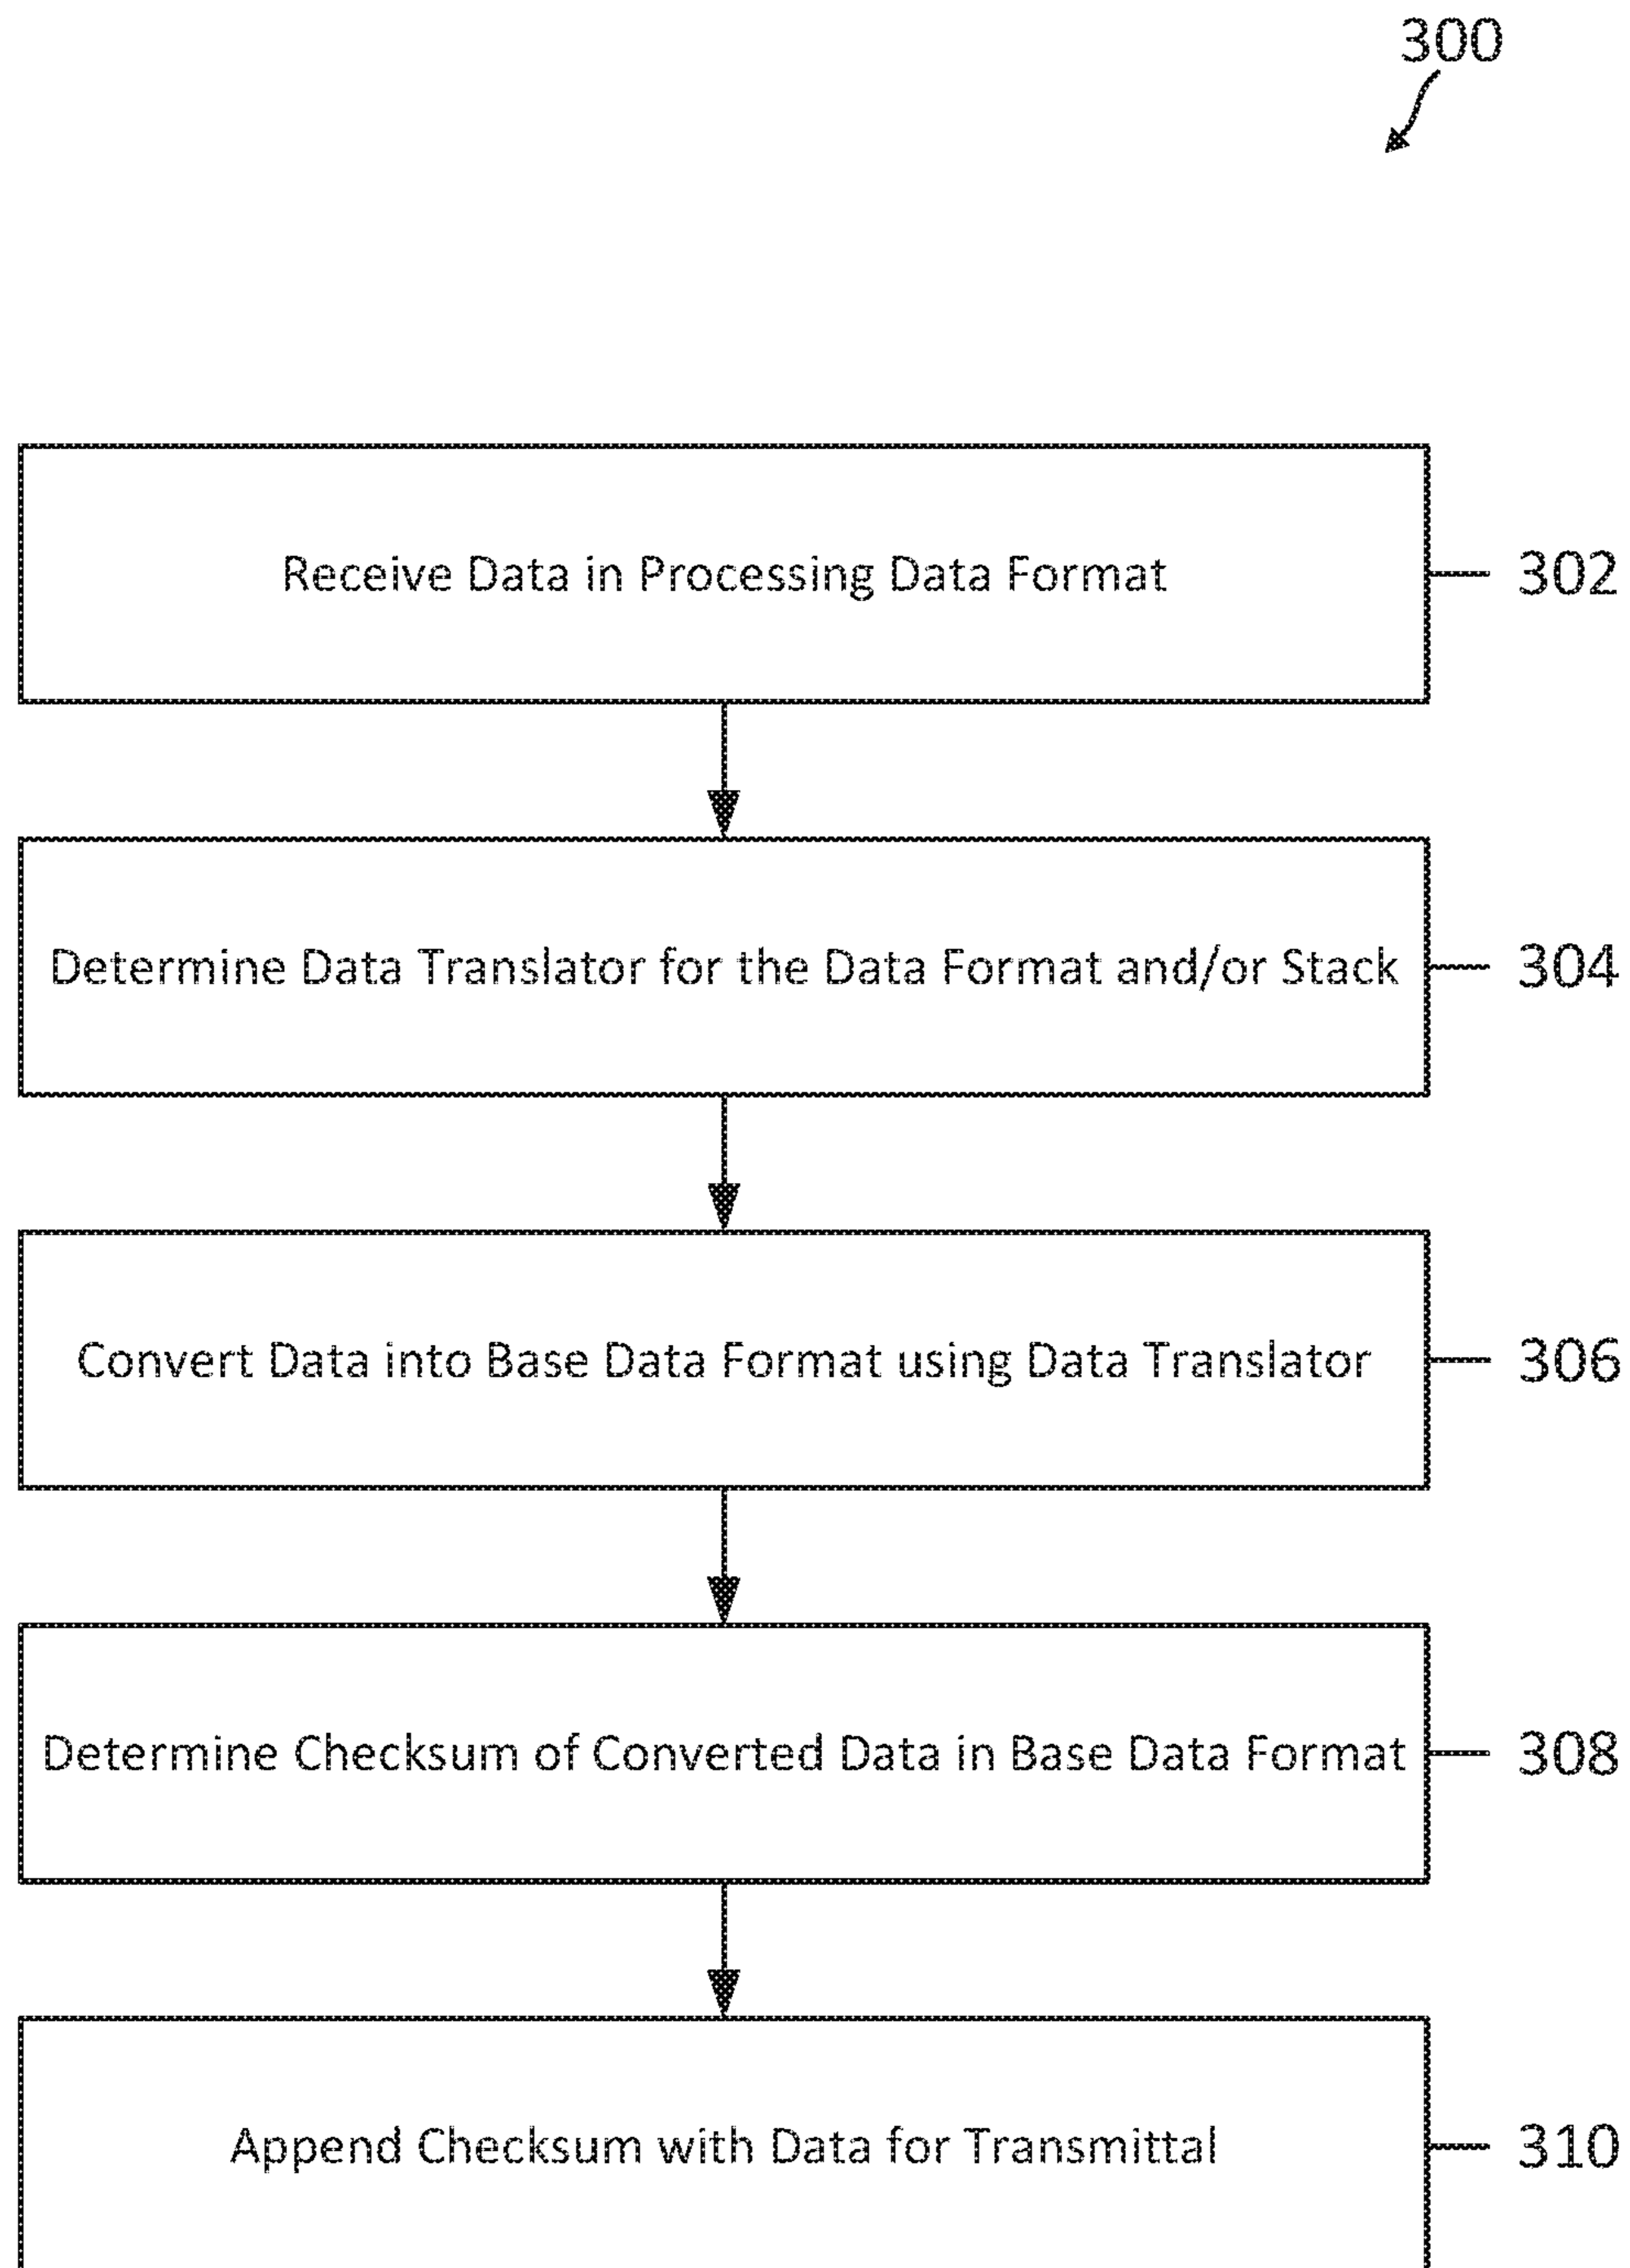 300
Receive Data in Processing Data Format
302
Determine Data Translator for the Data Format and/or Stack
304
Convert Data into Base Data Format using Data Translator
306
Determine Checksum of Converted Data in Base Data Format
308
Append Checksum with Data for Transmittal
310